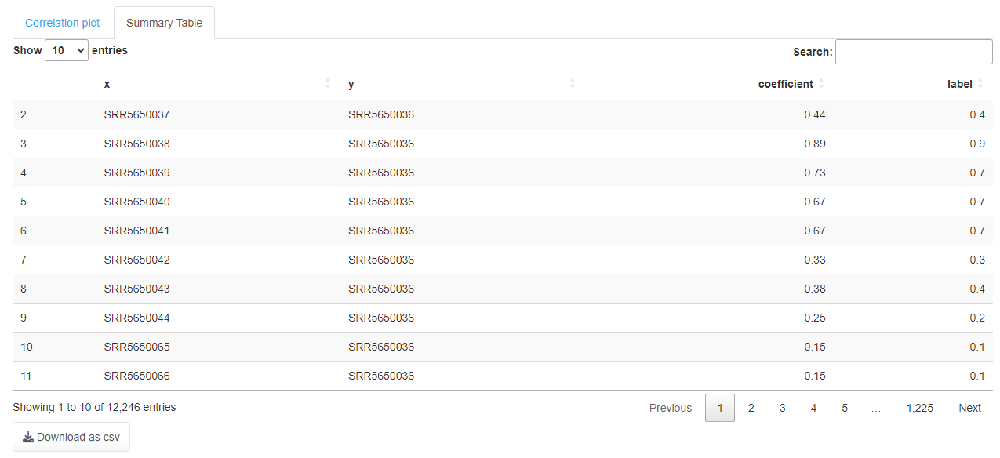 Correlation plot Summary Table
Show 10 entries Search:
x y coefficient label
2 SRR5650037 SRR5650036 0.44 0.4
3 SRR5650038 SRR5650036 0.89 0.9
4 SRR5650039 SRR5650036 0.73 0.7
5 SRR5650040 SRR5650036 0.67 0.7
6 SRR5650041 SRR5650036 0.67 0.7
7 SRR5650042 SRR5650036 0.33 0.3
8 SRR5650043 SRR5650036 0.38 0.4
9 SRR5650044 SRR5650036 0.25 0.2
10 SRR5650065 SRR5650036 0.15 0.1
11 SRR5650066 SRR5650036 0.15 0.1
Showing 1 to 10 of 12,246 entries Previous 1 2 3 4 5 … 1,225 Next
Download as csv